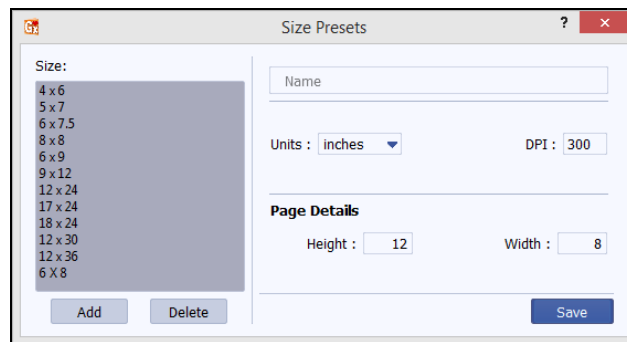 Size Presets ?
Size:
4 x 6
5 x 7
6 x 7.5
8 x 8
6 x 9
9 x 12
12 x 24
17 x 24
18 x 24
12 x 30
12 x 36
6 X 8
Add Delete
Name
Units : inches DPI : 300
Page Details
Height : 12 Width : 8
Save